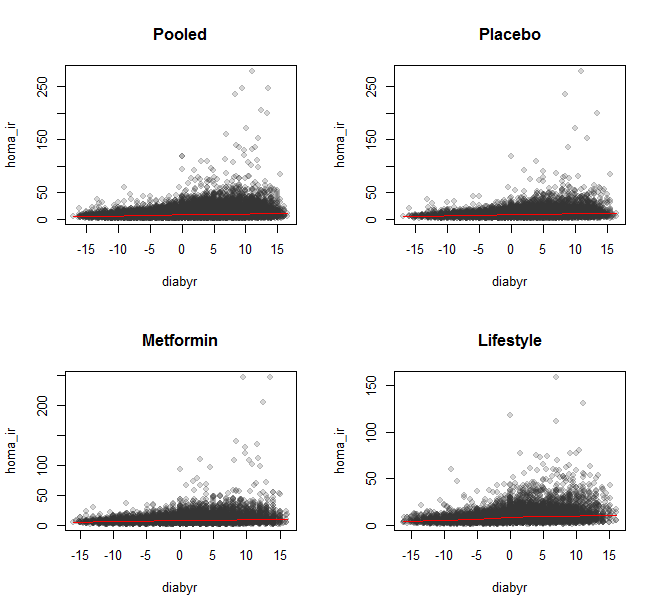 Pooled
homa_ir
0 50 150 250
-15 -10 -5 0 5 10 15
diabyr
Placebo
homa_ir
0 50 150 250
-15 -10 -5 0 5 10 15
diabyr
Metformin
homa_ir
0 50 100 200
-15 -10 -5 0 5 10 15
diabyr
Lifestyle
homa_ir
0 50 100 150
-15 -10 -5 0 5 10 15
diabyr